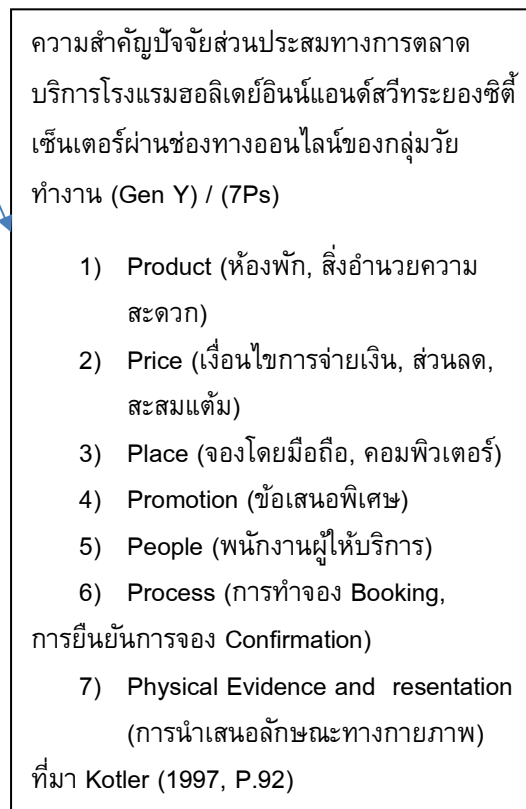 ความสำคัญปัจจัยส่วนประสมทางการตลาด
บริการโรงแรมฮอลิเดย์อินน์แอนด์สวีทระยองซิตี้
เซ็นเตอร์ผ่านช่องทางออนไลน์ของกลุ่มวัย
ทำงาน (Gen Y) / (7Ps)
1) Product (ห้องพัก, สิ่งอำนวยความ
สะดวก)
2) Price (เงื่อนไขการจ่ายเงิน, ส่วนลด,
สะสมแต้ม)
3) Place (จองโดยมือถือ, คอมพิวเตอร์)
4) Promotion (ข้อเสนอพิเศษ)
5) People (พนักงานผู้ให้บริการ)
6) Process (การทำจอง Booking,
การยืนยันการจอง Confirmation)
7) Physical Evidence and resentation
(การนำเสนอลักษณะทางกายภาพ)
ที่มา Kotler (1997, P.92)